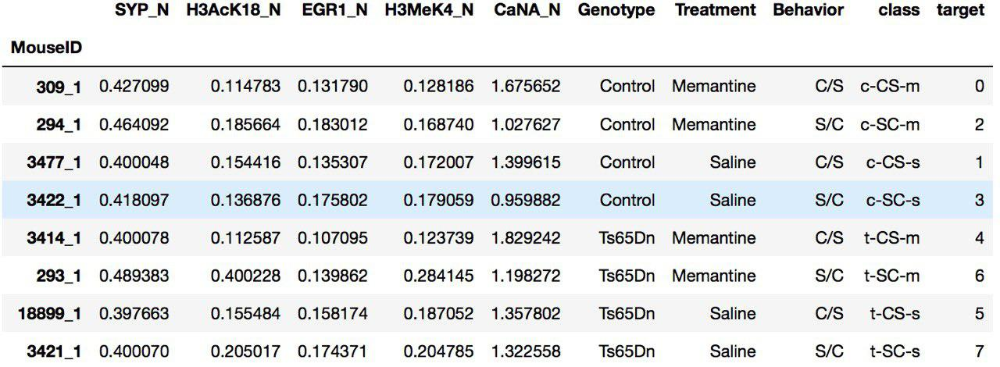 SYP_N H3AcK18_N EGR1_N H3MeK4_N CaNA_N Genotype Treatment Behavior class target
MouseID
309_1 0.427099 0.114783 0.131790 0.128186 1.675652 Control Memantine C/S c-CS-m 0
294_1 0.464092 0.185664 0.183012 0.168740 1.027627 Control Memantine S/C c-SC-m 2
3477_1 0.400048 0.154416 0.135307 0.172007 1.399615 Control Saline C/S c-CS-s 1
3422_1 0.418097 0.136876 0.175802 0.179059 0.959882 Control Saline S/C c-SC-s 3
3414_1 0.400078 0.112587 0.107095 0.123739 1.829242 Ts65Dn Memantine C/S t-CS-m 4
293_1 0.489383 0.400228 0.139862 0.284145 1.198272 Ts65Dn Memantine S/C t-SC-m 6
18899_1 0.397663 0.155484 0.158174 0.187052 1.357802 Ts65Dn Saline C/S t-CS-s 5
3421_1 0.400070 0.205017 0.174371 0.204785 1.322558 Ts65Dn Saline S/C t-SC-s 7